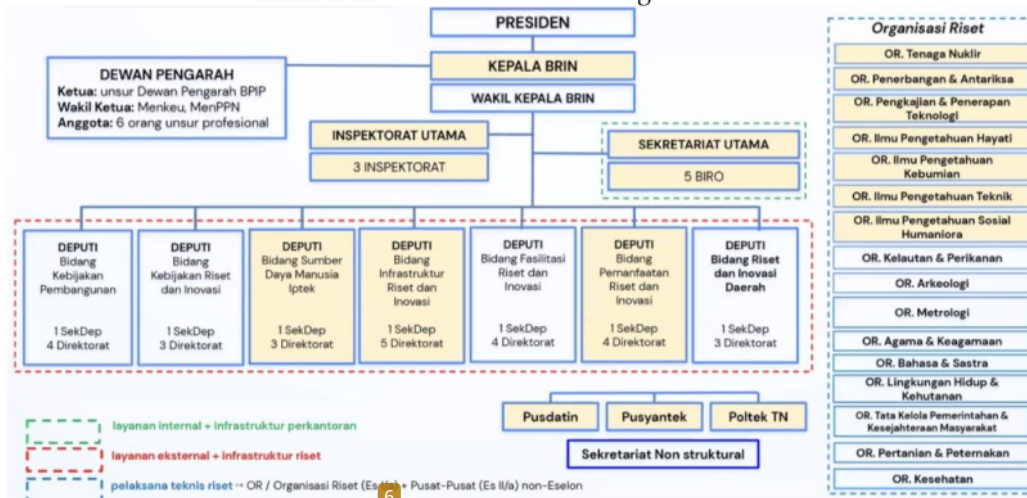 PRESIDEN
KEPALA BRIN
WAKIL KEPALA BRIN
DEWAN PENGARAH
Ketua: unsur Dewan Pengarah BPIP
Wakil Ketua: Menkeu, MenPPN
Anggota: 6 orang unsur profesional
INSPEKTORAT UTAMA
3 INSPEKTORAT
SEKRETARIAT UTAMA
5 BIRO
DEPUTI
Bidang
Kebijakan
Pembangunan
1 SekDep
4 Direktorat
DEPUTI
Bidang
Kebijakan Riset
dan Inovasi
1 SekDep
3 Direktorat
DEPUTI
Bidang Sumber
Daya Manusia
Iptek
1 SekDep
3 Direktorat
DEPUTI
Bidang
Infrastruktur
Riset dan
Inovasi
1 SekDep
5 Direktorat
DEPUTI
Bidang Fasilitasi
Riset dan
Inovasi
1 SekDep
4 Direktorat
DEPUTI
Bidang
Pemanfaatan
Riset dan
Inovasi
1 SekDep
4 Direktorat
DEPUTI
Bidang Riset
dan Inovasi
Daerah
1 SekDep
3 Direktorat
Pusdatin
Pusyantek
Poltek TN
Sekretariat Non struktural
layanan internal + infrastruktur perkantoran
layanan eksternal + infrastruktur riset
pelaksana teknis riset → OR / Organisasi Riset (Es + Pusat-Pusat (Es II/a) non-Eselon
6
Organisasi Riset
OR. Tenaga Nuklir
OR. Penerbangan & Antariksa
OR. Pengkajian & Penerapan
Teknologi
OR. Ilmu Pengetahuan Hayati
OR. Ilmu Pengetahuan
Kebumian
OR. Ilmu Pengetahuan Teknik
OR. Ilmu Pengetahuan Sosial
Humaniora
OR. Kelautan & Perikanan
OR. Arkeologi
OR. Metrologi
OR. Agama & Keagamaan
OR. Bahasa & Sastra
OR. Lingkungan Hidup &
Kehutanan
OR. Tata Kelola Pemerintahan &
Kesejahteraan Masyarakat
OR. Pertanian & Peternakan
OR. Kesehatan